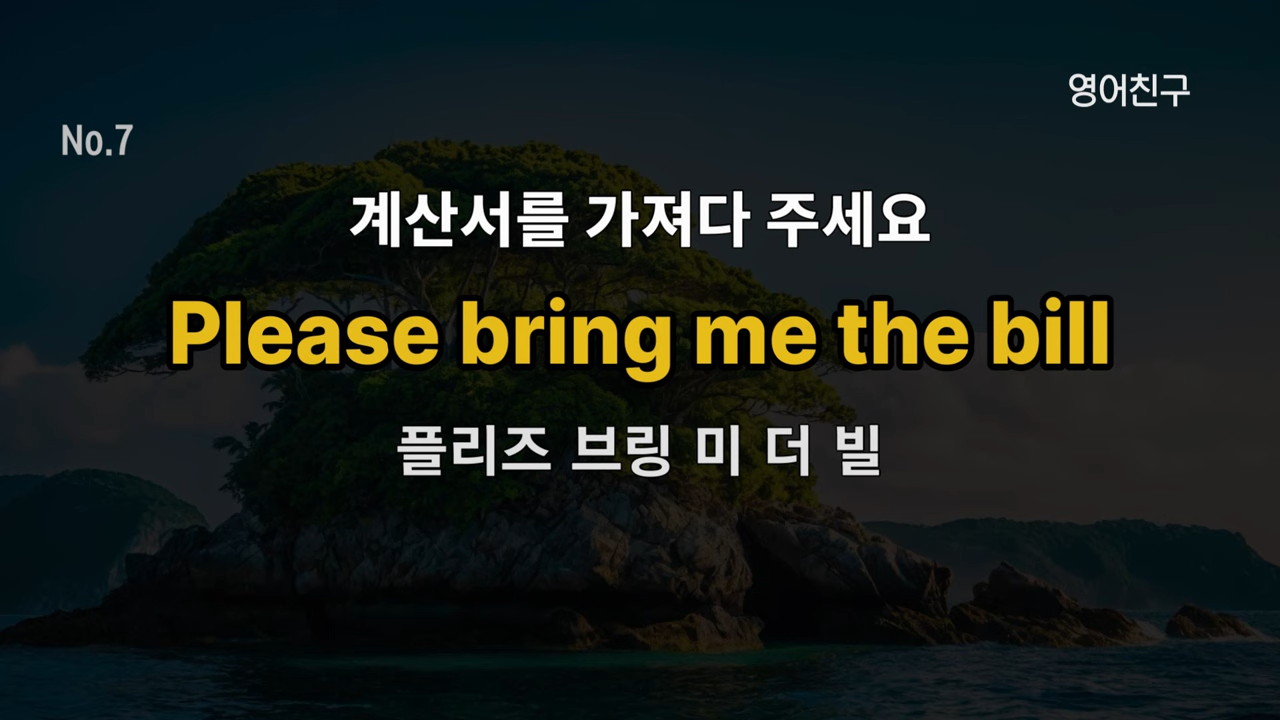 영어친구
No.7
계산서를 가져다 주세요
Please bring me the bill
플리즈 브링 미 더 빌